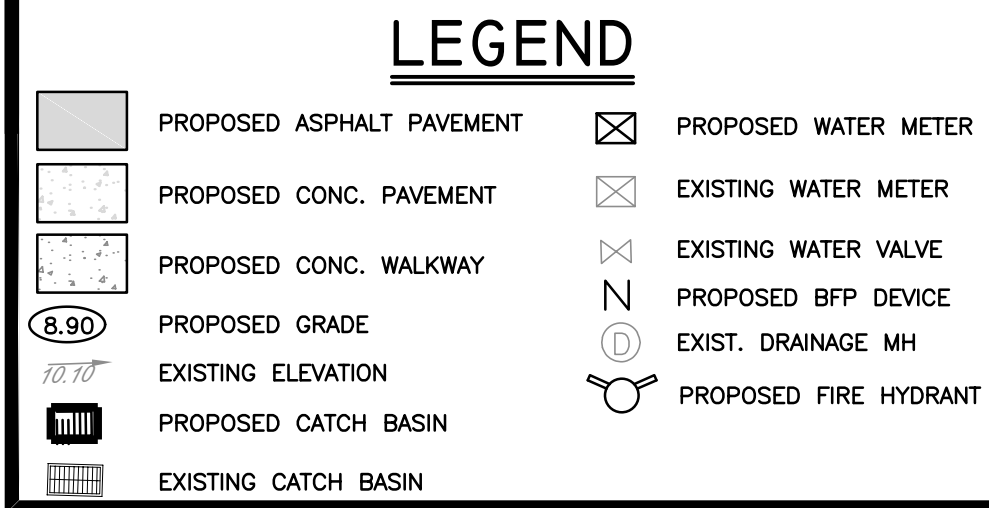 LEGEND
PROPOSED ASPHALT PAVEMENT
PROPOSED CONC. PAVEMENT
PROPOSED CONC. WALKWAY
8.90 PROPOSED GRADE
10.10 EXISTING ELEVATION
PROPOSED CATCH BASIN
EXISTING CATCH BASIN
PROPOSED WATER METER
EXISTING WATER METER
EXISTING WATER VALVE
N PROPOSED BFP DEVICE
D EXIST. DRAINAGE MH
PROPOSED FIRE HYDRANT